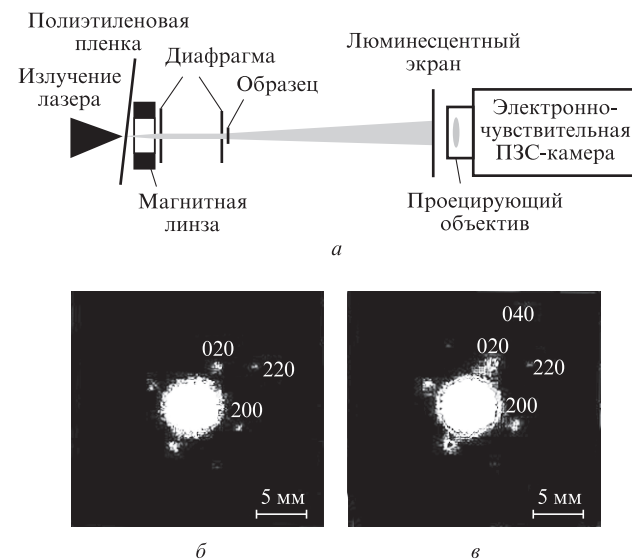 Полиэтиленовая
пленка
Излучение
лазера
Диафрагма
Образец
Люминесцентный
экран
Электронно-
чувствительная
ПЗС-камера
Магнитная
линза
Проецирующий
объектив
а
020
220
200
5 мм
б
040
020
220
200
5 мм
в